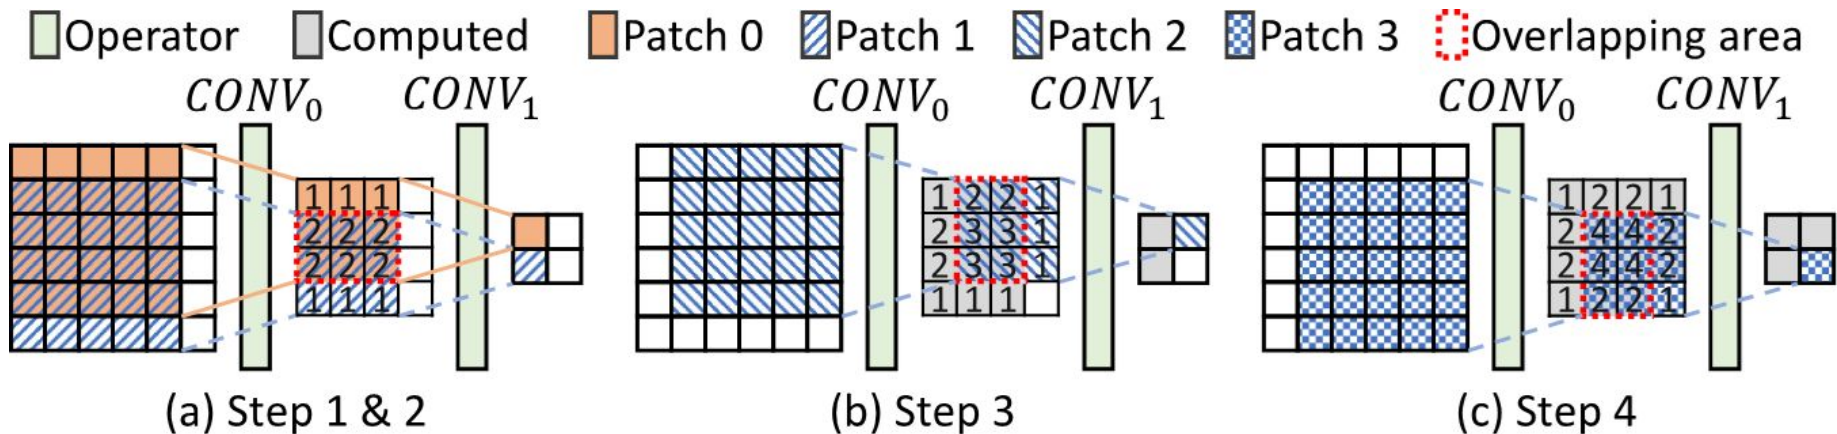 Operator Computed Patch 0 Patch 1 Patch 2 Patch 3 Overlapping area
CONV0 CONV1 CONV0 CONV1 CONV0 CONV1
1 1 1
2 2 2
2 2 2
1 1 1
1 2 2 1
2 3 3 1
2 3 3 1
1 1 1
1 2 2 1
2 4 4 2
2 4 4 2
1 2 2 1
(a) Step 1 & 2 (b) Step 3 (c) Step 4